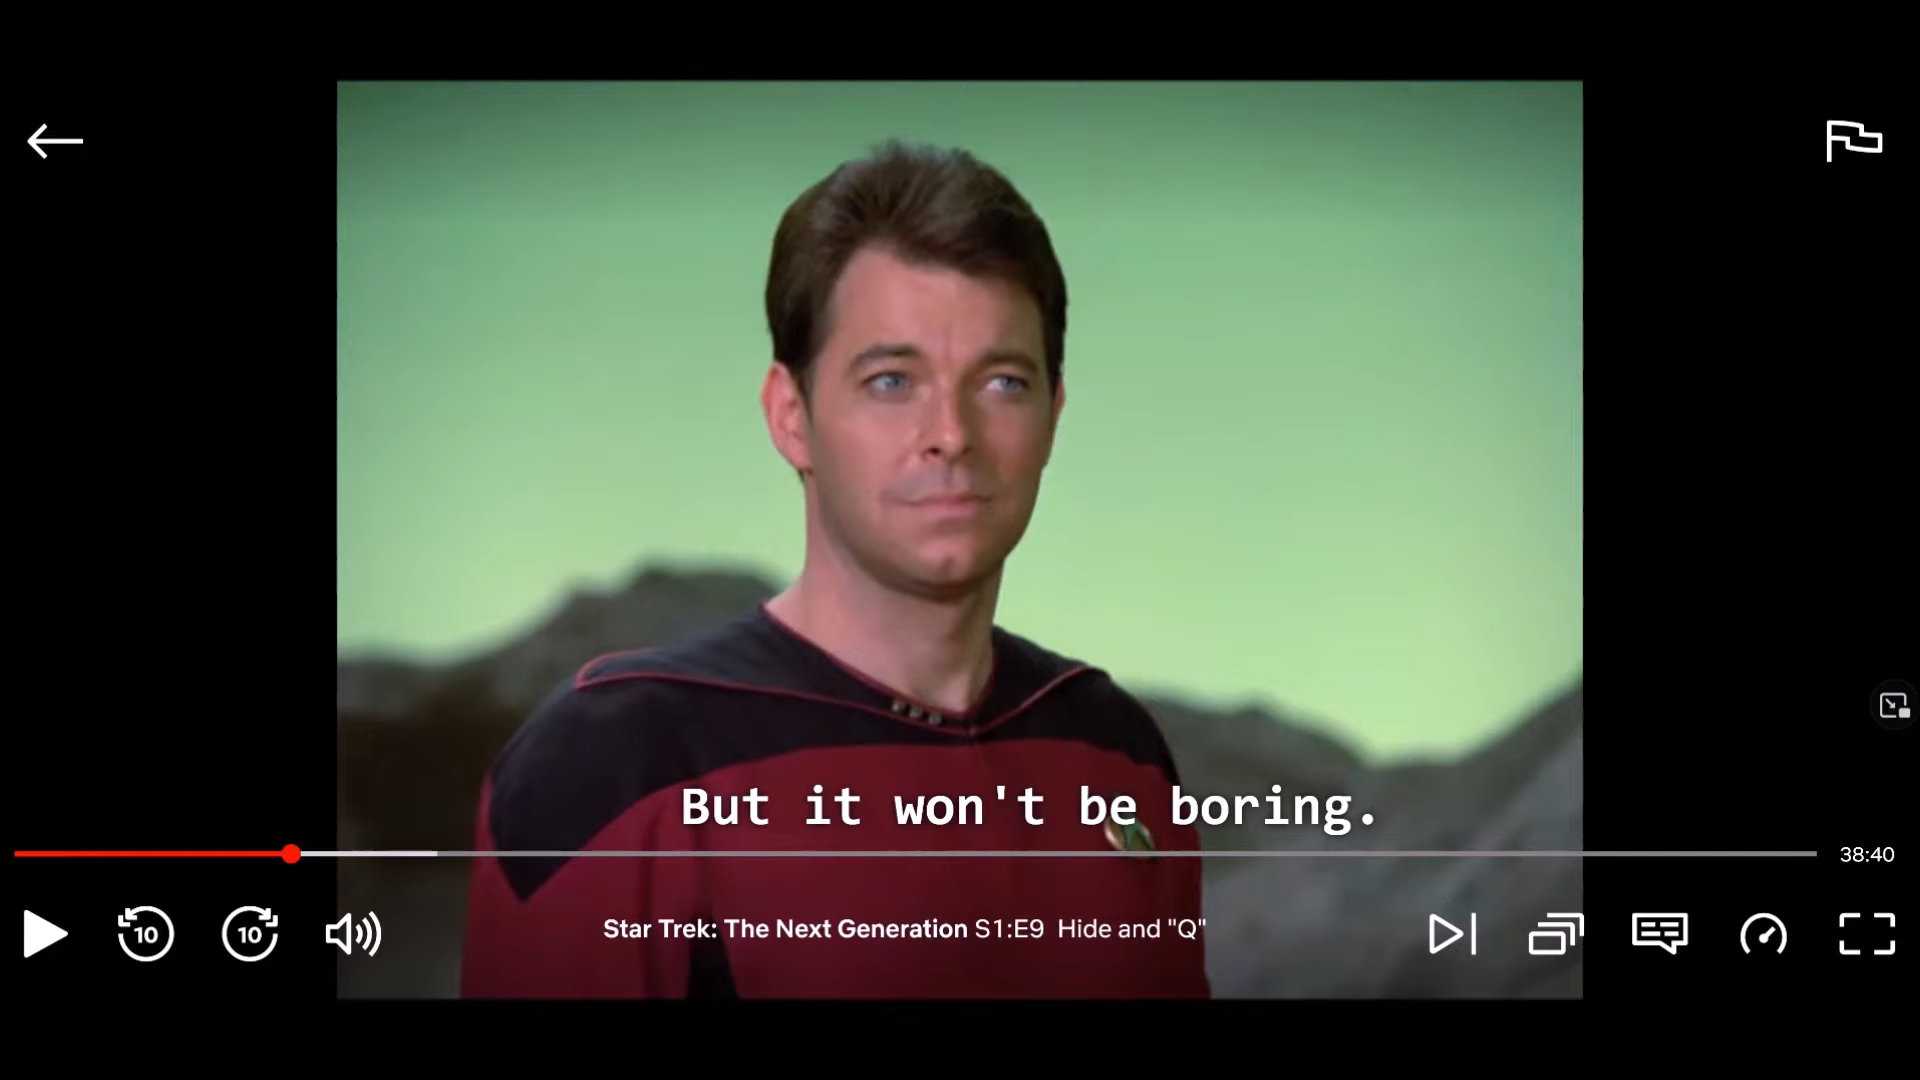 But it won't be boring.
38:40
10
10
Star Trek: The Next Generation S1:E9 Hide and "Q"